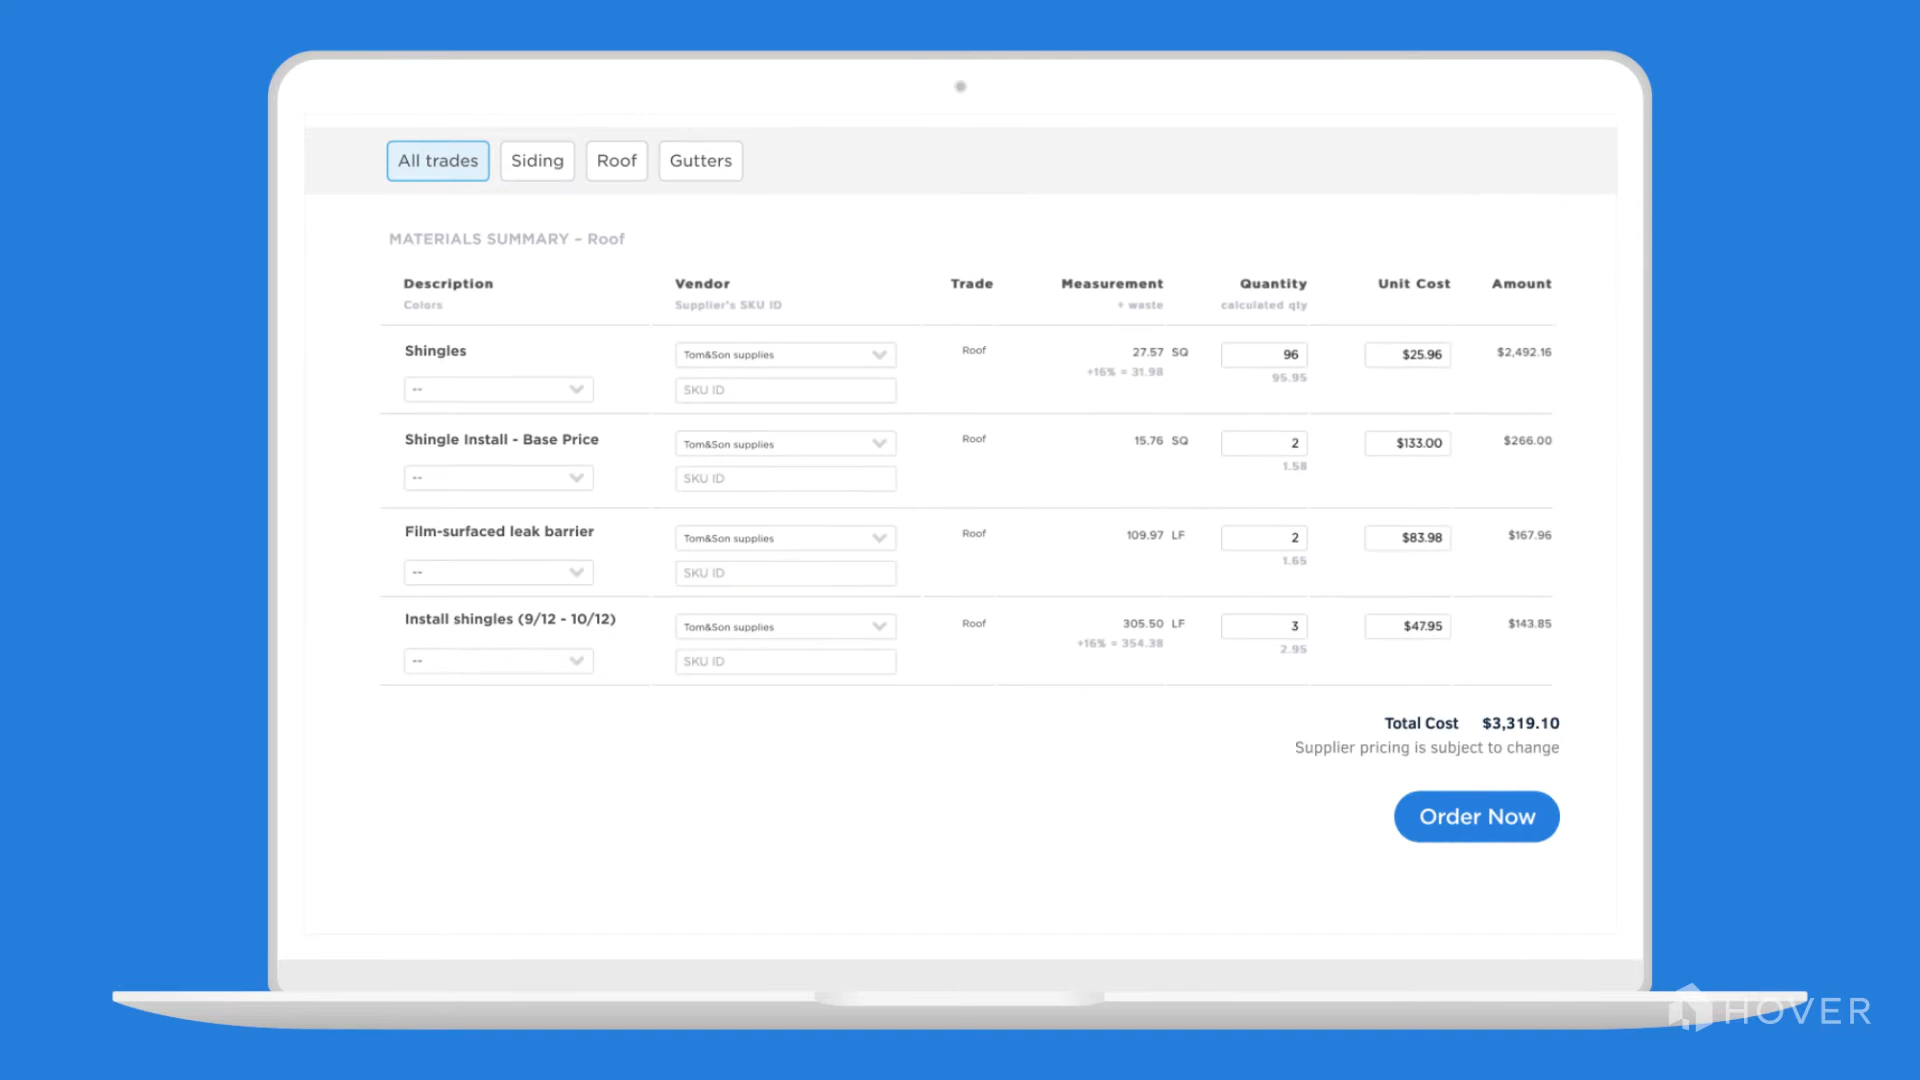 All trades Siding Roof Gutters
MATERIALS SUMMARY – Roof
Description Vendor Trade Measurement Quantity Unit Cost Amount
Colors Supplier's SKU ID + waste calculated qty
Shingles Tom&Son supplies Roof 27.57 SQ 96 $25.96 $2,492.16
+16% = 31.98 95.95
-- SKU ID
Shingle Install - Base Price Tom&Son supplies Roof 15.76 SQ 2 $133.00 $266.00
1.58
-- SKU ID
Film-surfaced leak barrier Tom&Son supplies Roof 109.97 LF 2 $83.98 $167.96
1.65
-- SKU ID
Install shingles (9/12 - 10/12) Tom&Son supplies Roof 305.50 LF 3 $47.95 $143.85
+16% = 354.38 2.95
-- SKU ID
Total Cost $3,319.10
Supplier pricing is subject to change
Order Now
HOVER